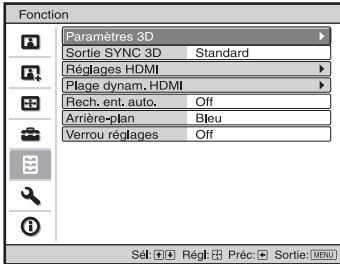 Fonction
Paramètres 3D
Sortie SYNC 3D Standard
Réglages HDMI
Plage dynam. HDMI
Rech. ent. auto. Off
Arrière-plan Bleu
Verrou réglages Off
Sél: Régl: Préc: Sortie: MENU